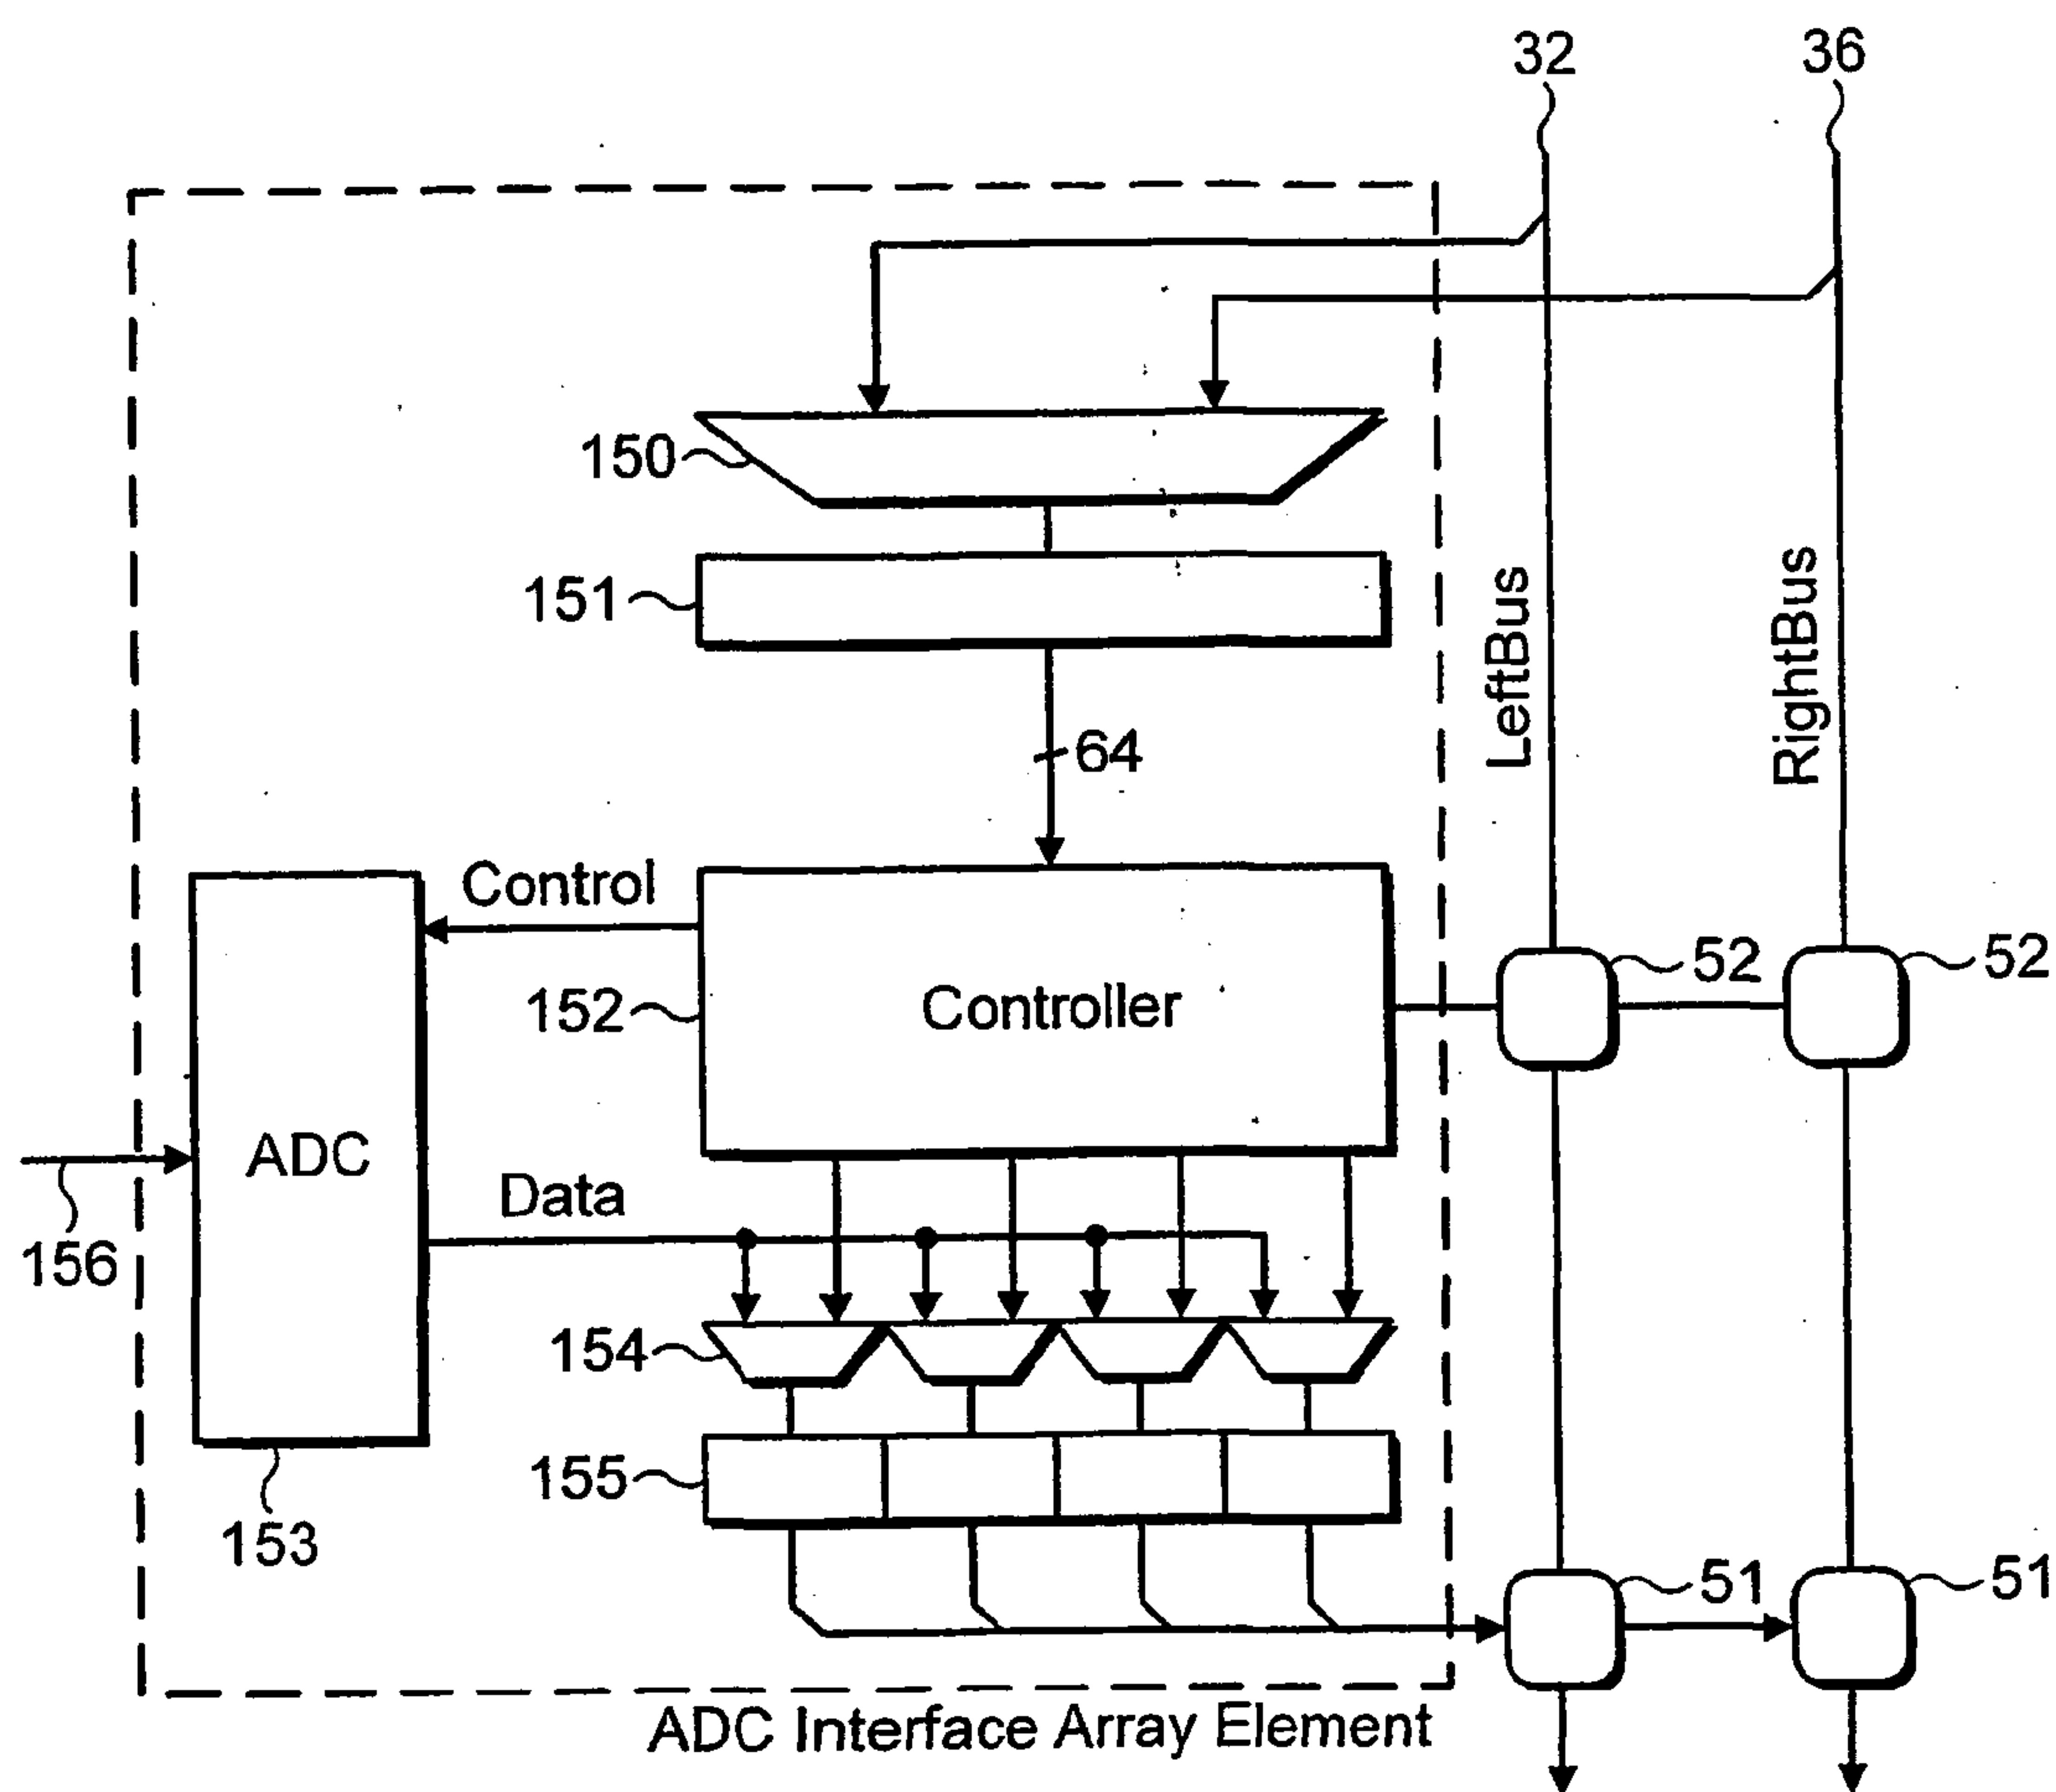 32
36
150
151
LeftBus
RightBus
64
Control
152
Controller
52
52
ADC
Data
156
154
155
153
51
51
ADC Interface Array Element